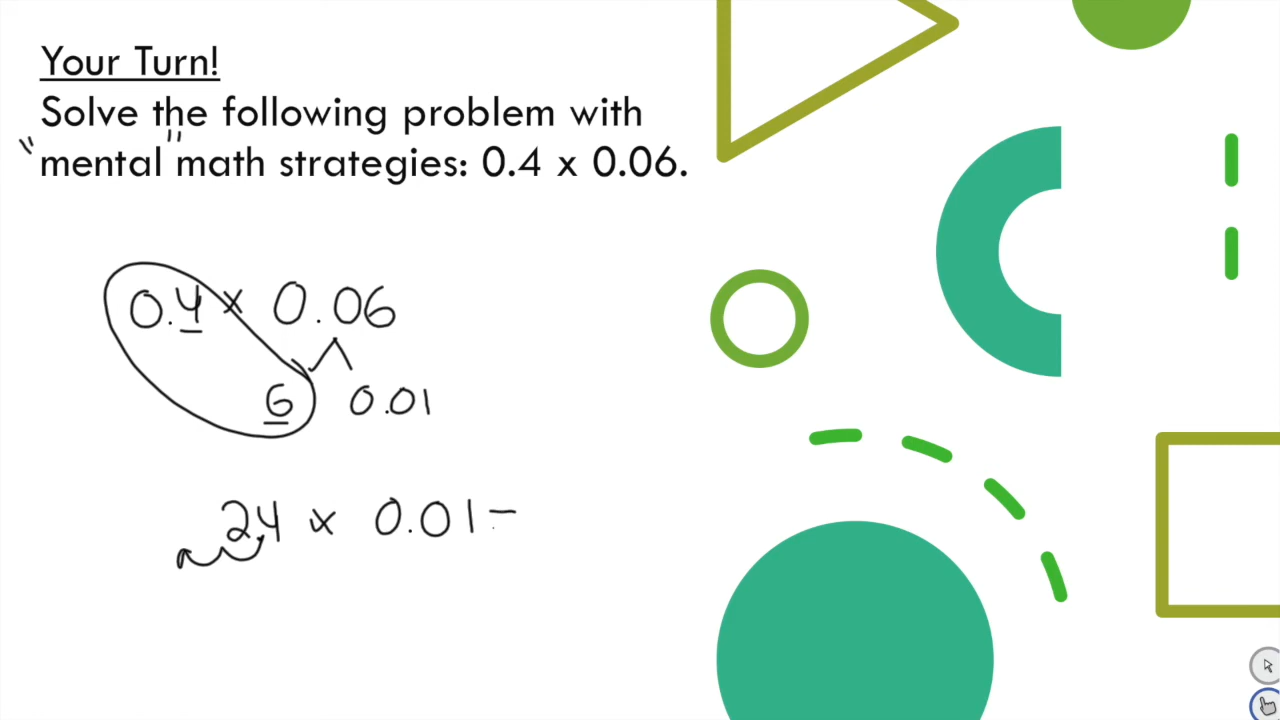 Your Turn!
Solve the following problem with
"mental" math strategies: 0.4 x 0.06.
0.4 x 0.06
6 0.01
24 x 0.01 -